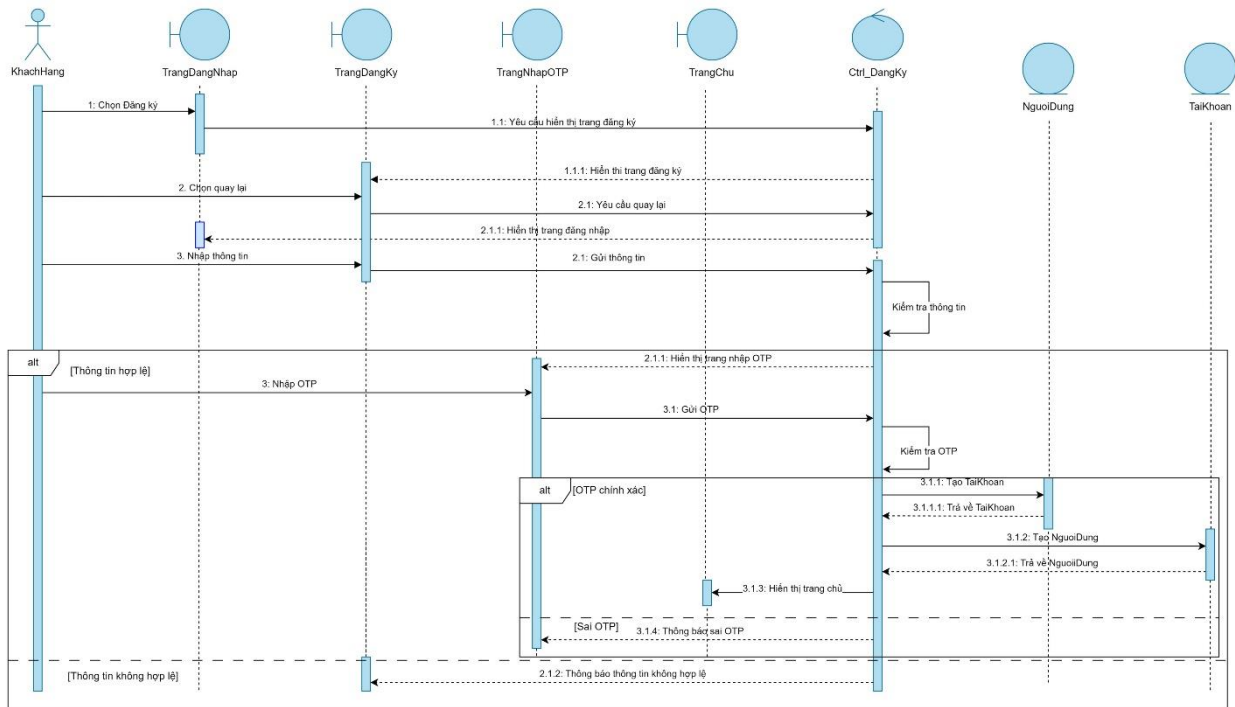 KhachHang
TrangDangNhap
TrangDangKy
TrangNhapOTP
TrangChu
Ctrl_DangKy
NguoiDung
TaiKhoan
1: Chọn Đăng ký
1.1: Yêu cầu hiển thị trang đăng ký
1.1.1: Hiển thi trang đăng ký
2. Chọn quay lại
2.1: Yêu cầu quay lại
2.1.1: Hiển thị trang đăng nhập
3. Nhập thông tin
2.1: Gửi thông tin
Kiểm tra thông tin
alt
[Thông tin hợp lệ]
2.1.1: Hiển thị trang nhập OTP
3: Nhập OTP
3.1: Gửi OTP
Kiểm tra OTP
alt
[OTP chính xác]
3.1.1: Tạo TaiKhoan
3.1.1.1: Trả về TaiKhoan
3.1.2: Tạo NguoiDung
3.1.2.1: Trả về NguoiiDung
3.1.3: Hiển thị trang chủ
[Sai OTP]
3.1.4: Thông báo sai OTP
[Thông tin không hợp lệ]
2.1.2: Thông báo thông tin không hợp lệ